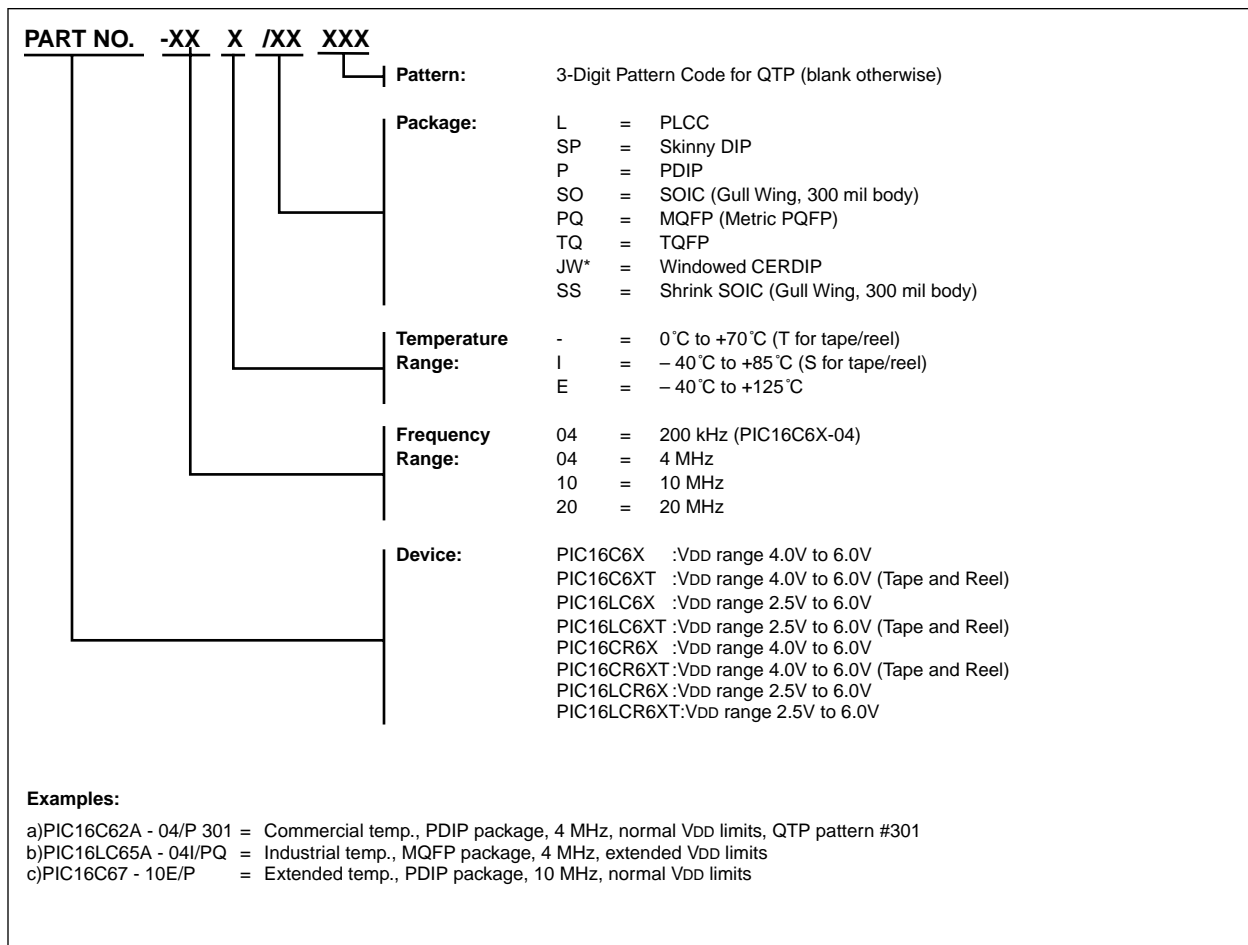 PART NO. -XX X /XX XXX
Pattern: 3-Digit Pattern Code for QTP (blank otherwise)
Package: L = PLCC
SP = Skinny DIP
P = PDIP
SO = SOIC (Gull Wing, 300 mil body)
PQ = MQFP (Metric PQFP)
TQ = TQFP
JW* = Windowed CERDIP
SS = Shrink SOIC (Gull Wing, 300 mil body)
Temperature - = 0˚C to +70˚C (T for tape/reel)
Range: I = – 40˚C to +85˚C (S for tape/reel)
E = – 40˚C to +125˚C
Frequency 04 = 200 kHz (PIC16C6X-04)
Range: 04 = 4 MHz
10 = 10 MHz
20 = 20 MHz
Device: PIC16C6X :VDD range 4.0V to 6.0V
PIC16C6XT :VDD range 4.0V to 6.0V (Tape and Reel)
PIC16LC6X :VDD range 2.5V to 6.0V
PIC16LC6XT :VDD range 2.5V to 6.0V (Tape and Reel)
PIC16CR6X :VDD range 4.0V to 6.0V
PIC16CR6XT :VDD range 4.0V to 6.0V (Tape and Reel)
PIC16LCR6X :VDD range 2.5V to 6.0V
PIC16LCR6XT:VDD range 2.5V to 6.0V
Examples:
a)PIC16C62A - 04/P 301 = Commercial temp., PDIP package, 4 MHz, normal VDD limits, QTP pattern #301
b)PIC16LC65A - 04I/PQ = Industrial temp., MQFP package, 4 MHz, extended VDD limits
c)PIC16C67 - 10E/P = Extended temp., PDIP package, 10 MHz, normal VDD limits